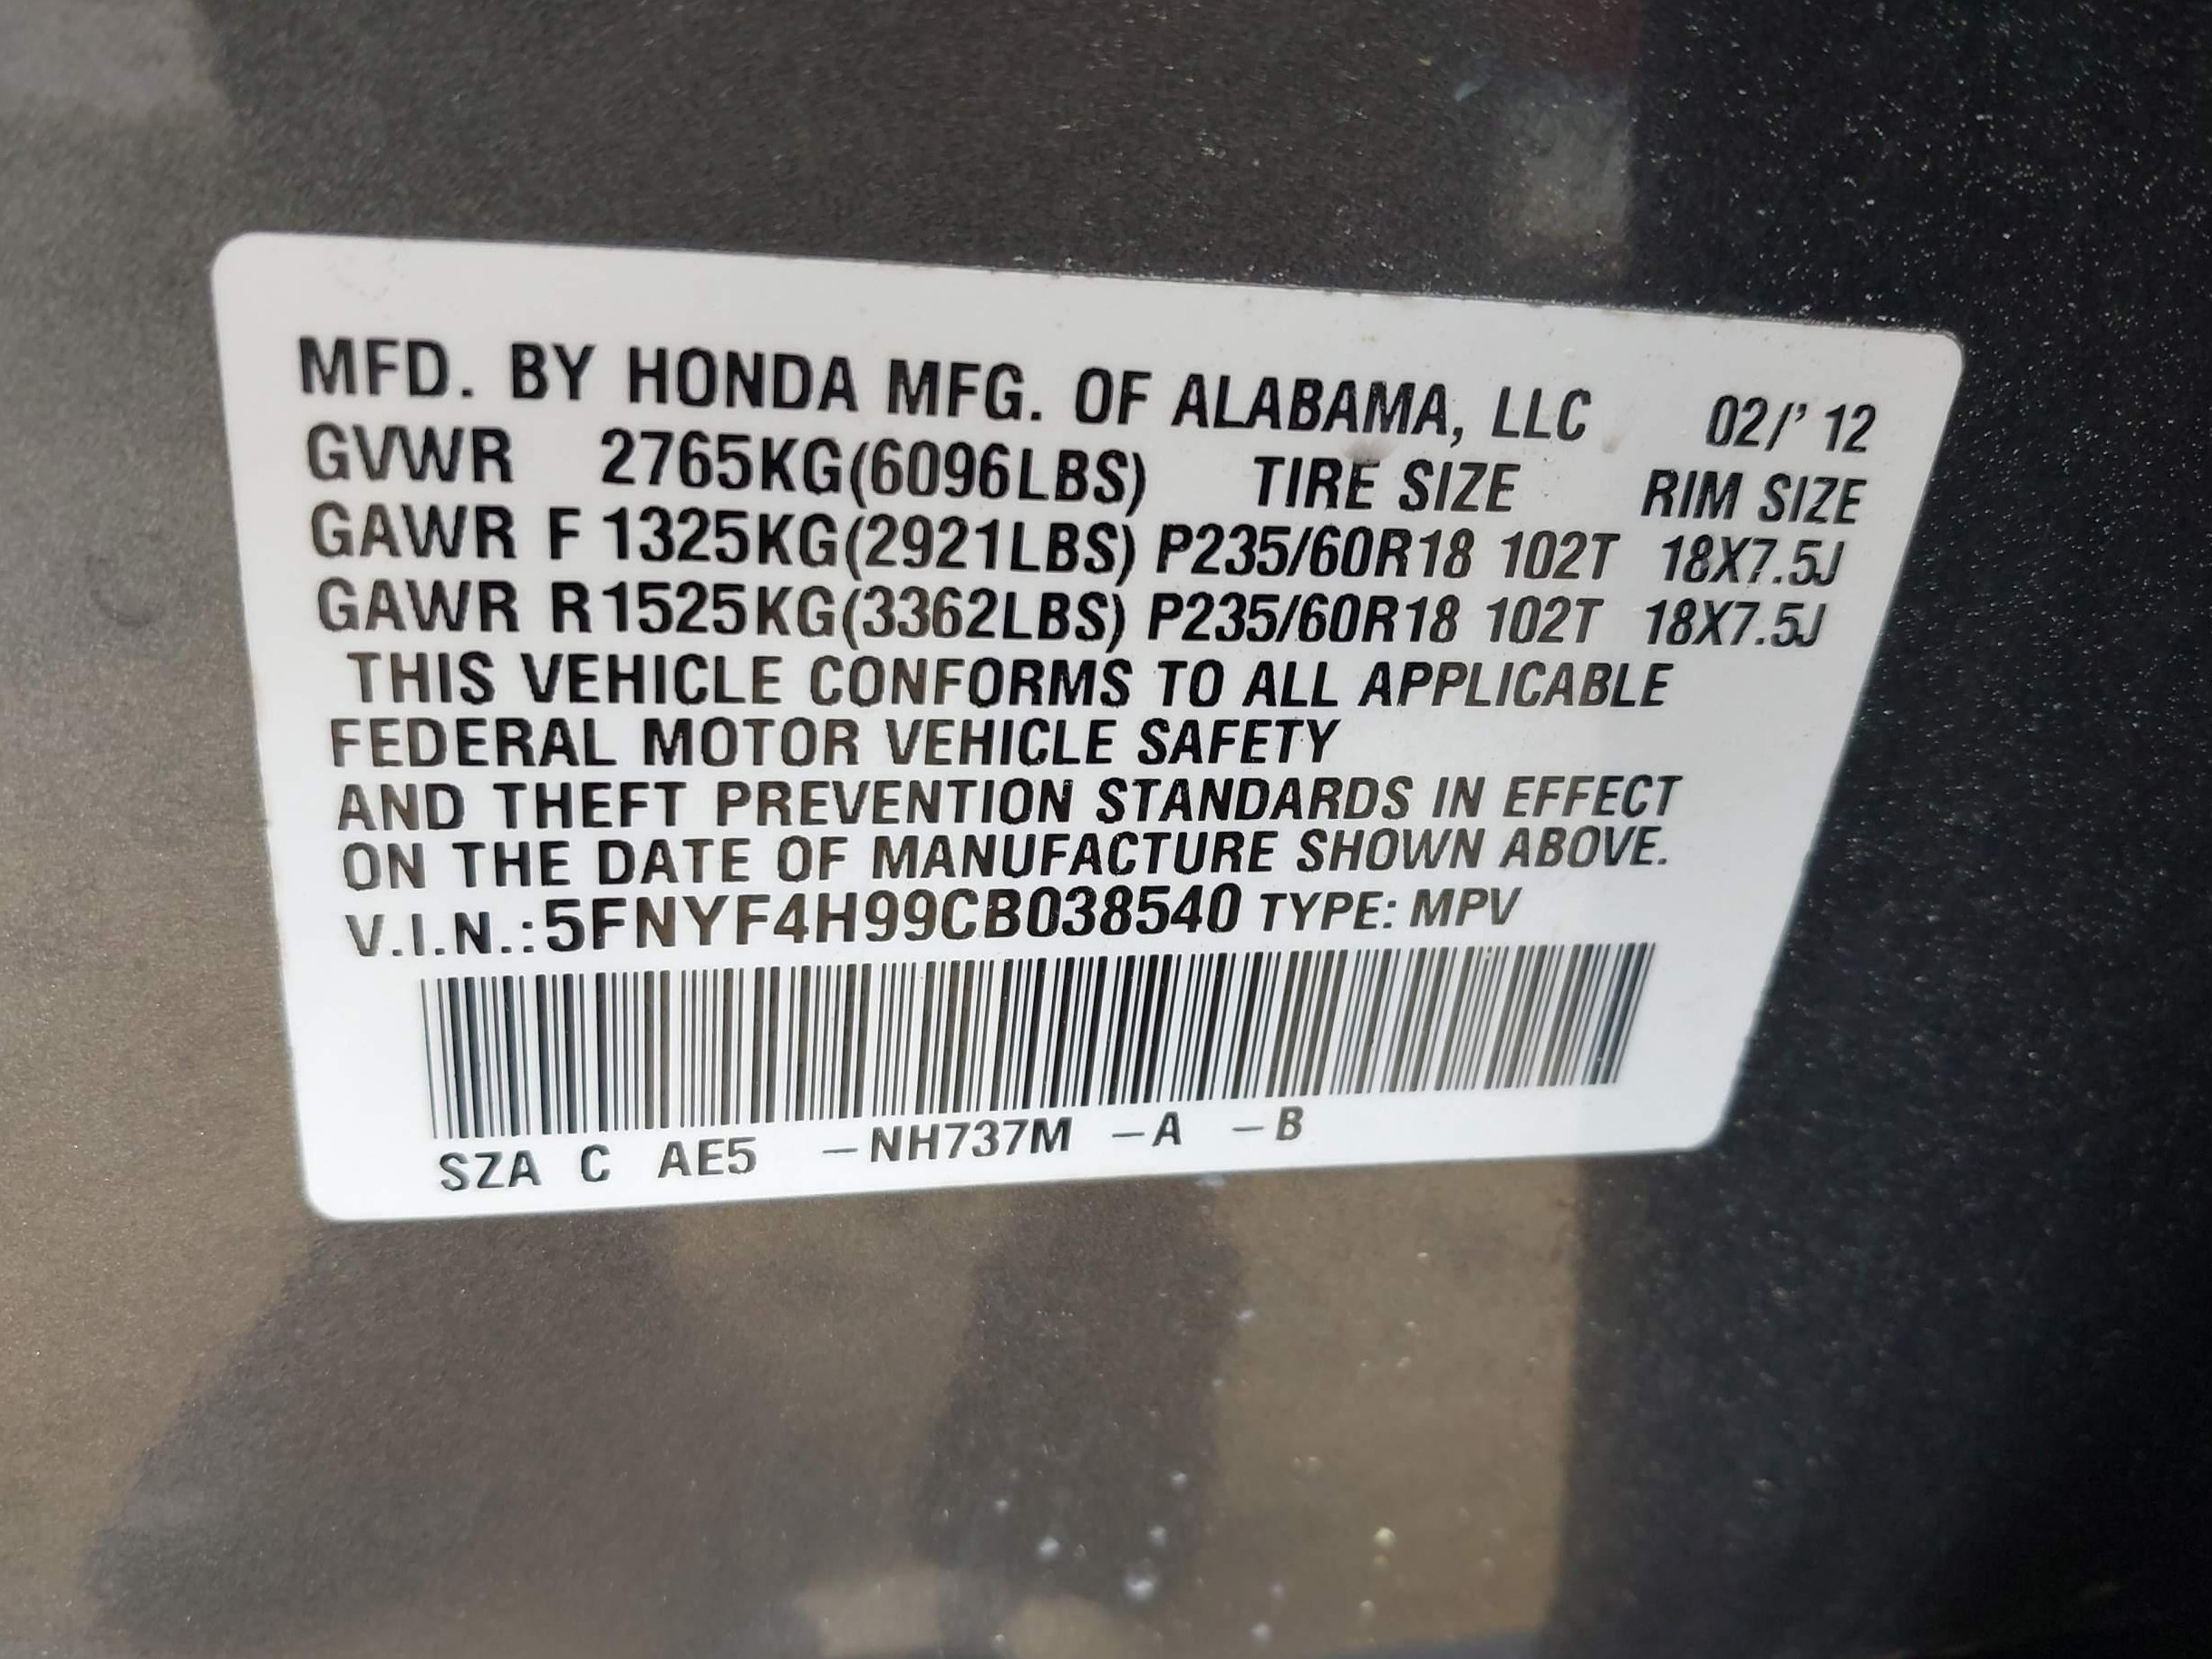 MFD. BY HONDA MFG. OF ALABAMA, LLC 02/' 12
GVWR 2765KG(6096LBS) TIRE SIZE RIM SIZE
GAWR F 1325KG(2921LBS) P235/60R18 102T 18X7.5J
GAWR R 1525KG(3362LBS) P235/60R18 102T 18X7.5J
THIS VEHICLE CONFORMS TO ALL APPLICABLE
FEDERAL MOTOR VEHICLE SAFETY
AND THEFT PREVENTION STANDARDS IN EFFECT
ON THE DATE OF MANUFACTURE SHOWN ABOVE.
V.I.N.:5FNYF4H99CB038540 TYPE: MPV
SZA C AE5 –NH737M –A –B